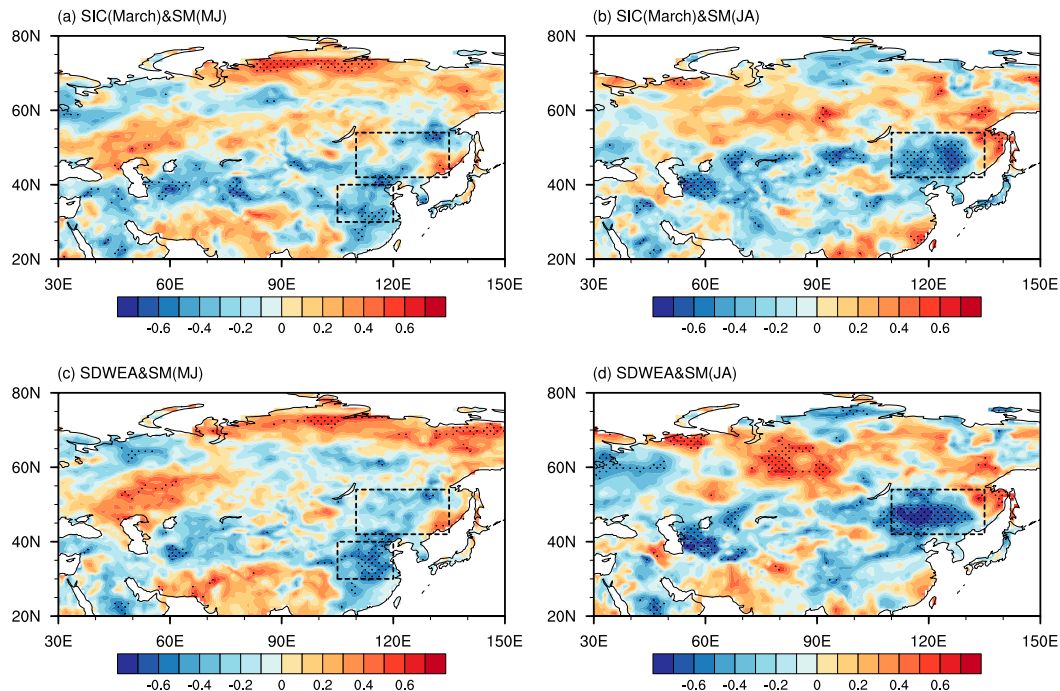 (a) SIC(March)&SM(MJ)
80N
60N
40N
20N
30E 60E 90E 120E 150E
-0.6 -0.4 -0.2 0 0.2 0.4 0.6
(b) SIC(March)&SM(JA)
80N
60N
40N
20N
30E 60E 90E 120E 150E
-0.6 -0.4 -0.2 0 0.2 0.4 0.6
(c) SDWEA&SM(MJ)
80N
60N
40N
20N
30E 60E 90E 120E 150E
-0.6 -0.4 -0.2 0 0.2 0.4 0.6
(d) SDWEA&SM(JA)
80N
60N
40N
20N
30E 60E 90E 120E 150E
-0.6 -0.4 -0.2 0 0.2 0.4 0.6